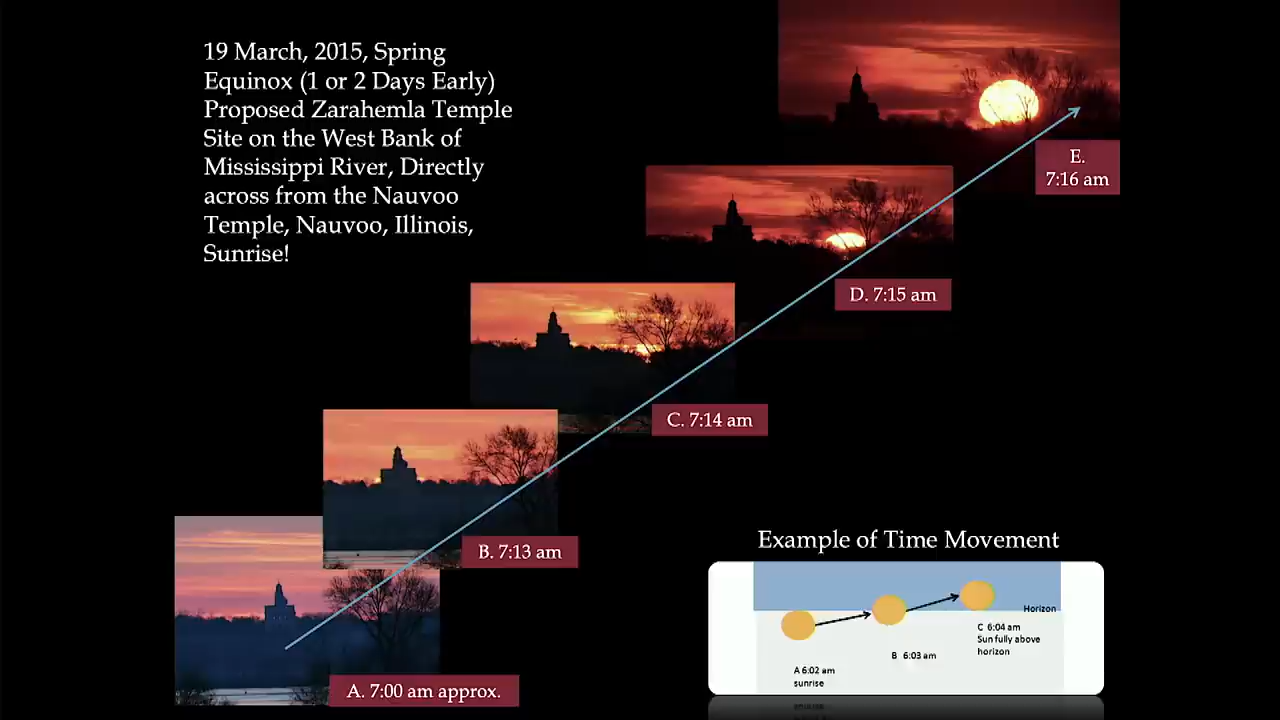 19 March, 2015, Spring
Equinox (1 or 2 Days Early)
Proposed Zarahemla Temple
Site on the West Bank of
Mississippi River, Directly
across from the Nauvoo
Temple, Nauvoo, Illinois,
Sunrise!
E.
7:16 am
D. 7:15 am
C. 7:14 am
B. 7:13 am
A. 7:00 am approx.
Example of Time Movement
Horizon
C 6:04 am
Sun fully above
horizon
B 6:03 am
A 6:02 am
sunrise